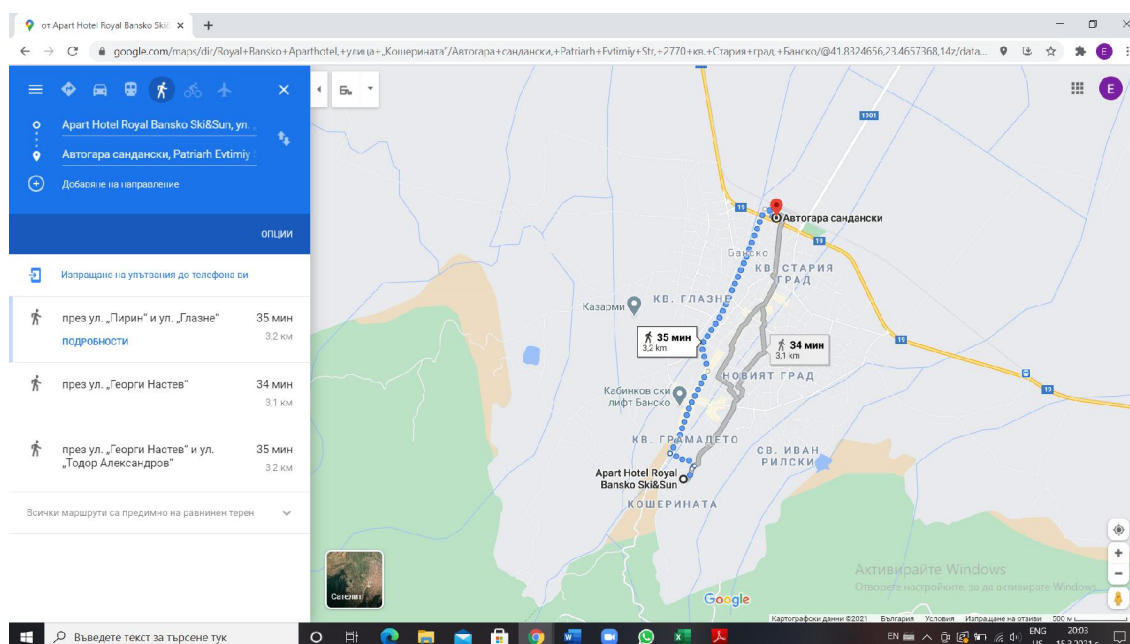 от Apart Hotel Royal Bansko Ski&
google.com/maps/dir/Royal+Bansko+Aparthotel,+улица+„Кошерината"/Автогара+сандански,+Patriarh+Evtimiy+Str,+2770+кв.+Стария+град,+Банско/@41.8324656,23.4657368,14z/data...
E
Apart Hotel Royal Bansko Ski&Sun, ул.
Автогара сандански, Patriarh Evtimiy
Добавяне на направление
ОПЦИИ
Изпращане на упътвания до телефона ви
през ул. „Пирин" и ул. „Глазне" 35 мин
3,2 км
ПОДРОБНОСТИ
през ул. „Георги Настев" 34 мин
3,1 км
през ул. „Георги Настев" и ул. „Тодор Александров" 35 мин
3,2 км
Всички маршрути са предимно на равнинен терен
E
1901
19
Автогара сандански
19
Банско
КВ. СТАРИЯ
ГРАД
Казарми
КВ. ГЛАЗНЕ
35 мин
3,2 km
34 мин
3,1 km
19
НОВИЯТ ГРАД
19
Кабинков ски
лифт Банско
КВ. ГРАМАДЕТО
СВ. ИВАН
РИЛСКИ
Apart Hotel Royal
Bansko Ski&Sun
КОШЕРИНАТА
Сателит
Google
Активирайте Windows
Отворете настройките, за да активирате Windows.
Картографски данни ©2021 България Условия Изпращане на отзиви 500 м
Въведете текст за търсене тук
EN
ENG
US
20:03
15.3.2021 г.